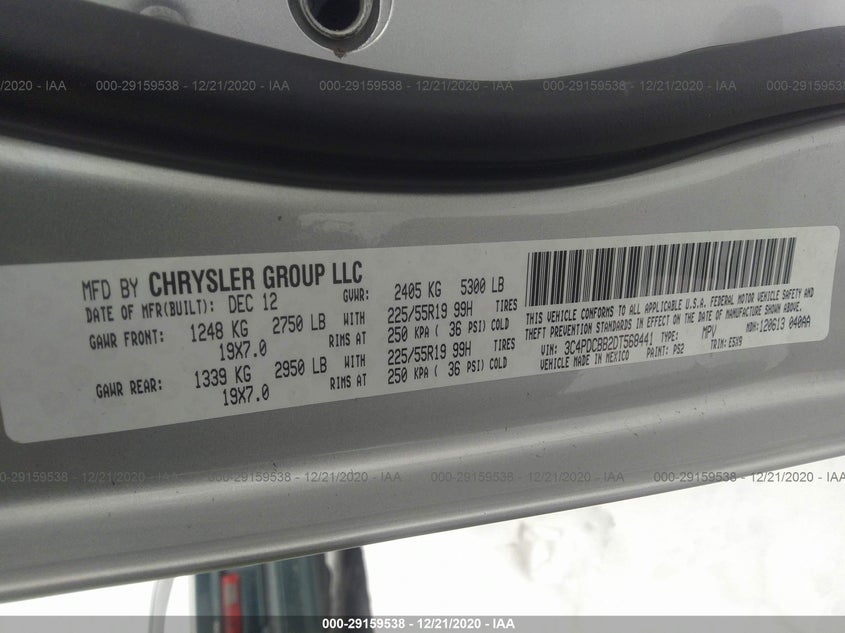 000-29159538 - 12/21/2020 - IAA
MFD BY CHRYSLER GROUP LLC
DATE OF MFR(BUILT): DEC 12 GVWR: 2405 KG 5300 LB
GAWR FRONT: 1248 KG 2750 LB WITH 225/55R19 99H TIRES
19X7.0 RIMS AT 250 KPA ( 36 PSI) COLD
GAWR REAR: 1339 KG 2950 LB WITH 225/55R19 99H TIRES
19X7.0 RIMS AT 250 KPA ( 36 PSI) COLD
THIS VEHICLE CONFORMS TO ALL APPLICABLE U.S.A. FEDERAL MOTOR VEHICLE SAFETY AND
THEFT PREVENTION STANDARDS IN EFFECT ON THE DATE OF MANUFACTURE SHOWN ABOVE.
VIN: 3C4PDCBB2DT568441 TYPE: MPV MDH:120613 040AA
VEHICLE MADE IN MEXICO PAINT: PS2 TRIM: E5X9
000-29159538 - 12/21/2020 - IAA
000-29159538 - 12/21/2020 - IAA